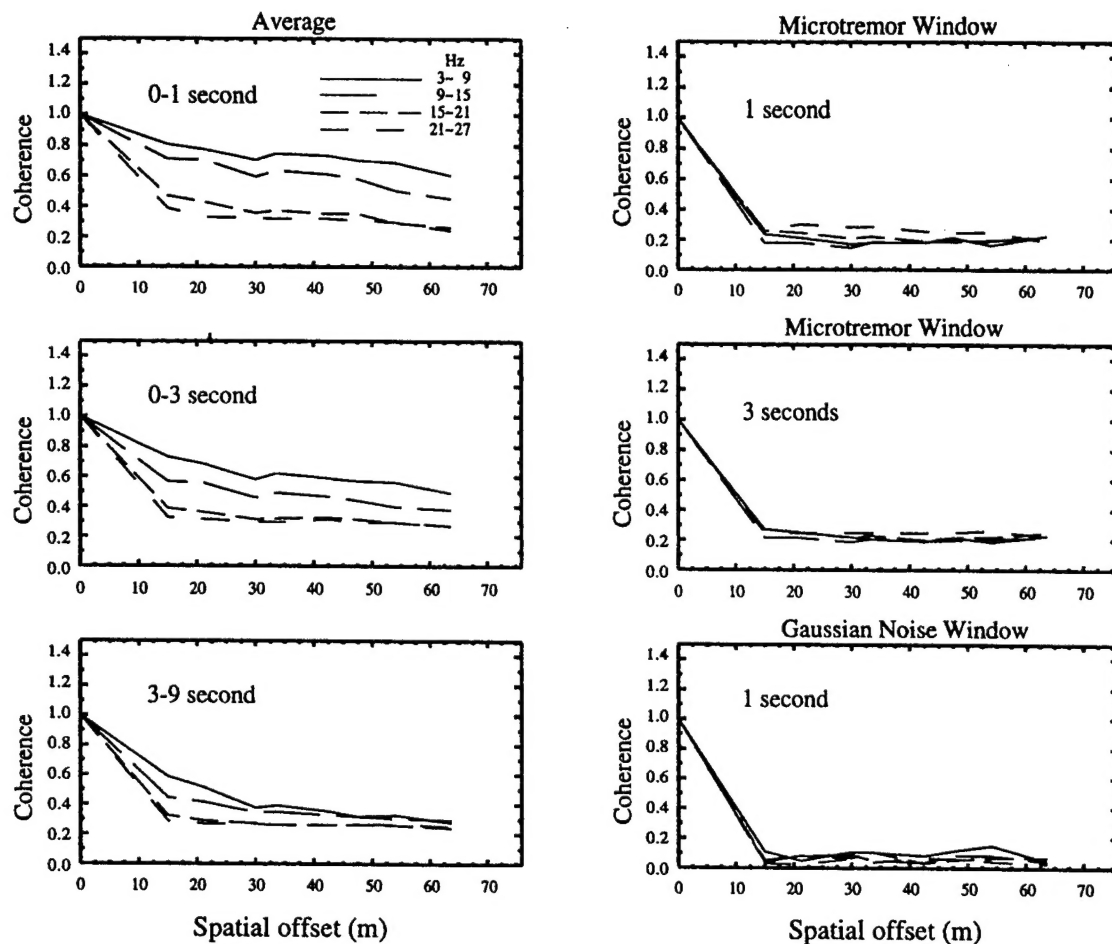 Average
Coherence
1.4
1.2
1.0
0.8
0.6
0.4
0.2
0.0
0-1 second
Hz
3- 9
9-15
15-21
21-27
0 10 20 30 40 50 60 70
Microtremor Window
Coherence
1.4
1.2
1.0
0.8
0.6
0.4
0.2
0.0
1 second
0 10 20 30 40 50 60 70
Coherence
1.4
1.2
1.0
0.8
0.6
0.4
0.2
0.0
0-3 second
0 10 20 30 40 50 60 70
Microtremor Window
Coherence
1.4
1.2
1.0
0.8
0.6
0.4
0.2
0.0
3 seconds
0 10 20 30 40 50 60 70
Coherence
1.4
1.2
1.0
0.8
0.6
0.4
0.2
0.0
3-9 second
0 10 20 30 40 50 60 70
Spatial offset (m)
Gaussian Noise Window
Coherence
1.4
1.2
1.0
0.8
0.6
0.4
0.2
0.0
1 second
0 10 20 30 40 50 60 70
Spatial offset (m)